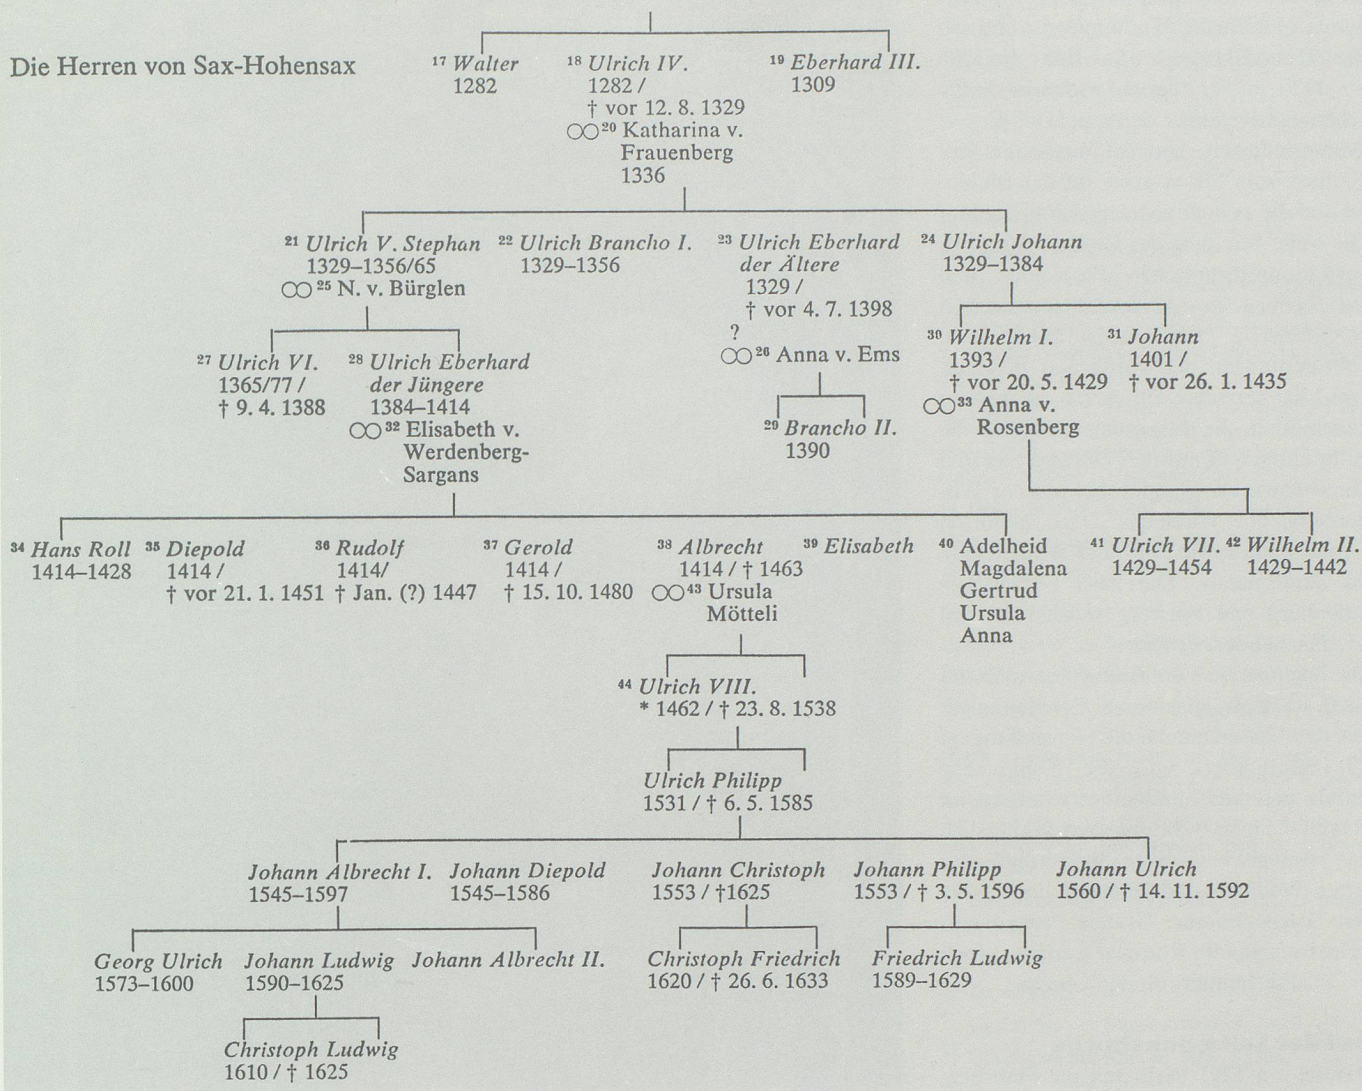 Die Herren von Sax-Hohensax
17 Walter
1282
18 Ulrich IV.
1282 /
† vor 12. 8. 1329
∞ 20 Katharina v.
Frauenberg
1336
19 Eberhard III.
1309
21 Ulrich V. Stephan
1329–1356/65
∞ 25 N. v. Bürglen
22 Ulrich Brancho I.
1329–1356
23 Ulrich Eberhard
der Ältere
1329 /
† vor 4. 7. 1398
?
∞ 26 Anna v. Ems
24 Ulrich Johann
1329–1384
27 Ulrich VI.
1365/77 /
† 9. 4. 1388
28 Ulrich Eberhard
der Jüngere
1384–1414
∞ 32 Elisabeth v.
Werdenberg-
Sargans
29 Brancho II.
1390
30 Wilhelm I.
1393 /
† vor 20. 5. 1429
∞ 33 Anna v.
Rosenberg
31 Johann
1401 /
† vor 26. 1. 1435
34 Hans Roll
1414–1428
35 Diepold
1414 /
† vor 21. 1. 1451
36 Rudolf
1414/
† Jan. (?) 1447
37 Gerold
1414 /
† 15. 10. 1480
38 Albrecht
1414 / † 1463
∞ 43 Ursula
Mötteli
39 Elisabeth
40 Adelheid
Magdalena
Gertrud
Ursula
Anna
41 Ulrich VII.
1429–1454
42 Wilhelm II.
1429–1442
44 Ulrich VIII.
* 1462 / † 23. 8. 1538
Ulrich Philipp
1531 / † 6. 5. 1585
Johann Albrecht I.
1545–1597
Johann Diepold
1545–1586
Johann Christoph
1553 / †1625
Johann Philipp
1553 / † 3. 5. 1596
Johann Ulrich
1560 / † 14. 11. 1592
Georg Ulrich
1573–1600
Johann Ludwig
1590–1625
Johann Albrecht II.
Christoph Friedrich
1620 / † 26. 6. 1633
Friedrich Ludwig
1589–1629
Christoph Ludwig
1610 / † 1625